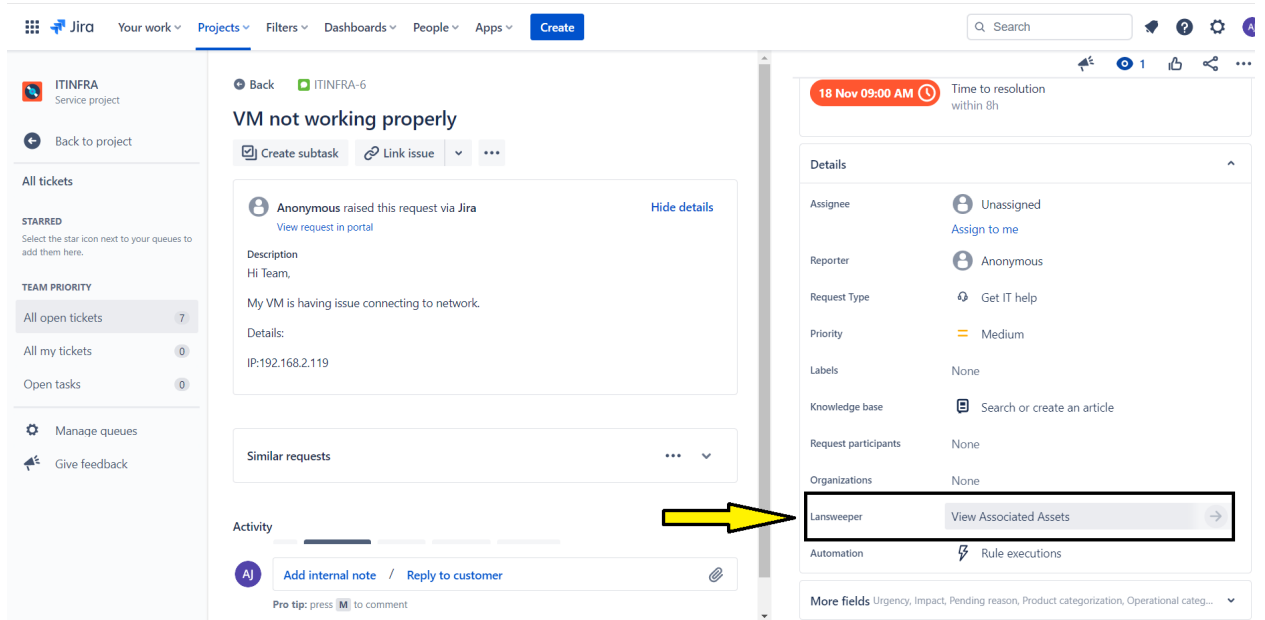 Jira Your work Projects Filters Dashboards People Apps Create Search
ITINFRA
Service project
Back to project
All tickets
STARRED
Select the star icon next to your queues to
add them here.
TEAM PRIORITY
All open tickets 7
All my tickets 0
Open tasks 0
Manage queues
Give feedback
Back ITINFRA-6
VM not working properly
Create subtask Link issue
Anonymous raised this request via Jira Hide details
View request in portal
Description
Hi Team,
My VM is having issue connecting to network.
Details:
IP:192.168.2.119
Similar requests
Activity
AJ Add internal note / Reply to customer
Pro tip: press M to comment
1
18 Nov 09:00 AM Time to resolution
within 8h
Details
Assignee Unassigned
Assign to me
Reporter Anonymous
Request Type Get IT help
Priority Medium
Labels None
Knowledge base Search or create an article
Request participants None
Organizations None
Lansweeper View Associated Assets
Automation Rule executions
More fields Urgency, Impact, Pending reason, Product categorization, Operational categ...